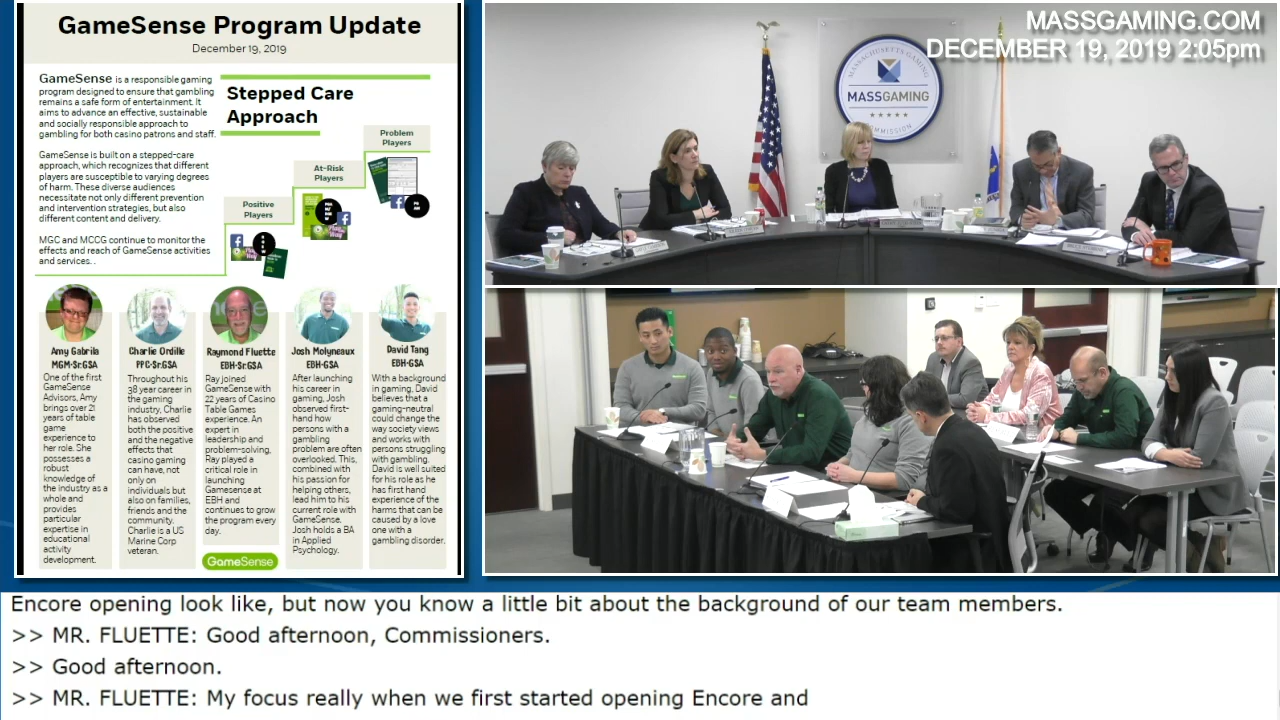 GameSense Program Update
December 19, 2019
GameSense is a responsible gaming
program designed to ensure that gambling
remains a safe form of entertainment. It
aims to advance an effective, sustainable
and socially responsible approach to
gambling for both casino patrons and staff.
GameSense is built on a stepped-care
approach, which recognizes that different
players are susceptible to varying degrees
of harm. These diverse audiences
necessitate not only different prevention
and intervention strategies, but also
different content and delivery.
MGC and MCCG continue to monitor the
effects and reach of GameSense activities
and services. .
Stepped Care
Approach
Problem
Players
At-Risk
Players
Positive
Players
Amy Gabrila
MGM-Sr.GSA
One of the first
GameSense
Advisors, Amy
brings over 21
years of table
game
experience to
her role. She
possesses a
robust
knowledge of
the industry as a
whole and
provides
particular
expertise in
educational
activity
development.
Charlie Ordille
PPC-Sr.GSA
Throughout his
38 year career in
the gaming
industry, Charlie
has observed
both the positive
and the negative
effects that
casino gaming
can have, not
only on
individuals but
also on families,
friends and the
community.
Charlie is a US
Marine Corp
veteran.
Raymond Fluette
EBH-Sr.GSA
Ray joined
GameSense with
22 years of Casino
Table Games
experience. An
expert in
leadership and
problem-solving,
Ray played a
critical role in
launching
Gamesense at
EBH and
continues to grow
the program every
day.
GameSense
Josh Molyneaux
EBH-GSA
After launching
his career in
gaming, Josh
observed first-
hand how
persons with a
gambling
problem are often
overlooked. This,
combined with
his passion for
helping others,
lead him to his
current role with
GameSense.
Josh holds a BA
in Applied
Psychology.
David Tang
EBH-GSA
With a background
in gaming, David
believes that a
gaming-neutral
could change the
way society views
and works with
persons struggling
with gambling.
David is well suited
for his role as he
has first hand
experience of the
harms that can be
caused by a love
one with a
gambling disorder.
MASSGAMING.COM
DECEMBER 19, 2019 2:05pm
MASSACHUSETTS GAMING
MASSGAMING
COMMISSION
Encore opening look like, but now you know a little bit about the background of our team members.
>> MR. FLUETTE: Good afternoon, Commissioners.
>> Good afternoon.
>> MR. FLUETTE: My focus really when we first started opening Encore and